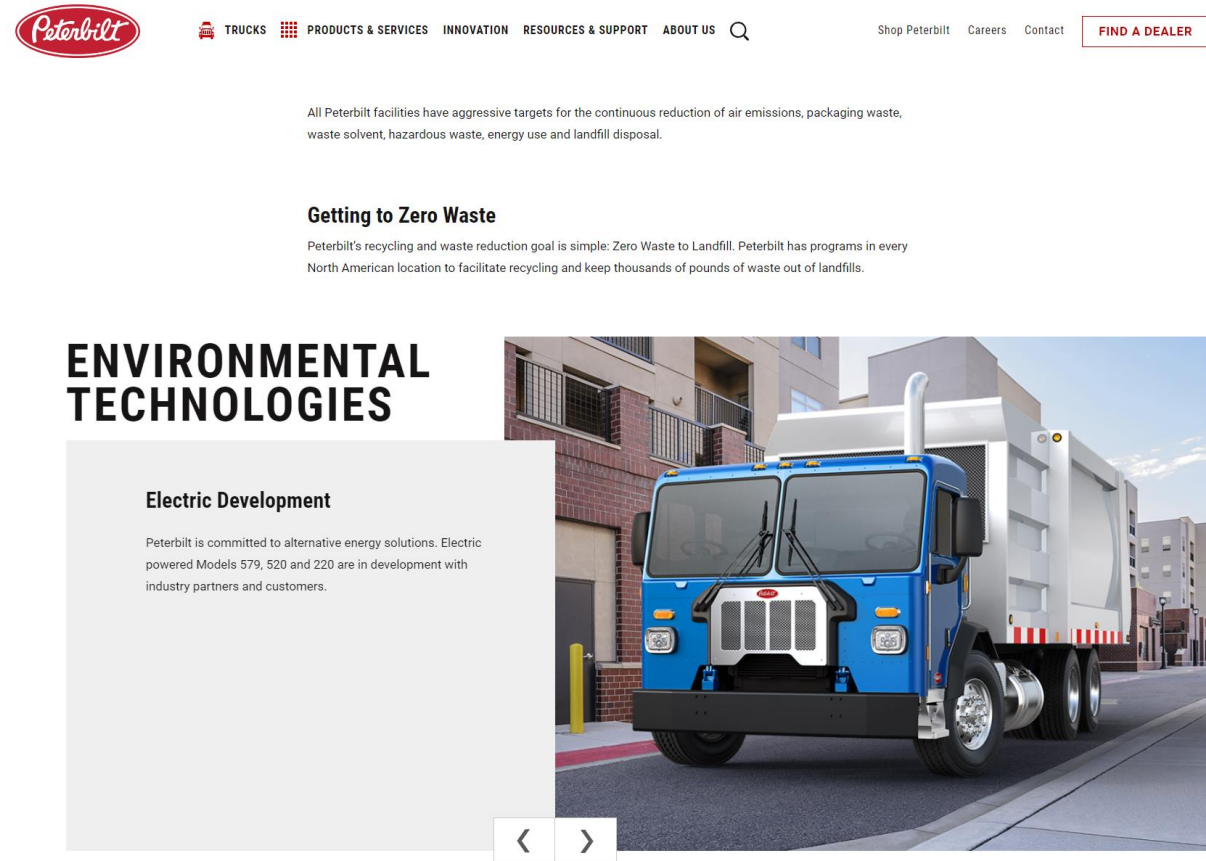 Peterbilt
TRUCKS
PRODUCTS & SERVICES
INNOVATION
RESOURCES & SUPPORT
ABOUT US
Shop Peterbilt
Careers
Contact
FIND A DEALER
All Peterbilt facilities have aggressive targets for the continuous reduction of air emissions, packaging waste,
waste solvent, hazardous waste, energy use and landfill disposal.
Getting to Zero Waste
Peterbilt's recycling and waste reduction goal is simple: Zero Waste to Landfill. Peterbilt has programs in every
North American location to facilitate recycling and keep thousands of pounds of waste out of landfills.
ENVIRONMENTAL
TECHNOLOGIES
Electric Development
Peterbilt is committed to alternative energy solutions. Electric
powered Models 579, 520 and 220 are in development with
industry partners and customers.
Peterbilt